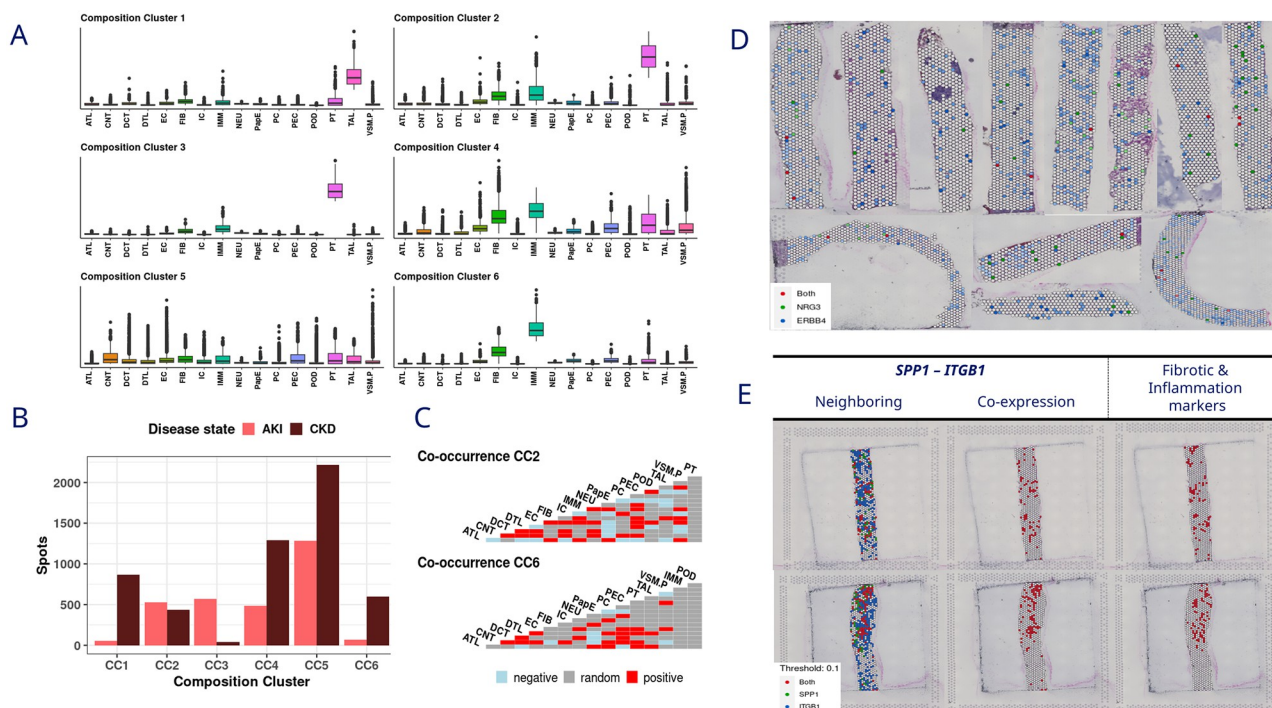 A
Composition Cluster 1
ATL CNT DCT DTL EC FIB IC IMM NEU PapE PC PEC POD PT TAL VSM.P
Composition Cluster 2
ATL CNT DCT DTL EC FIB IC IMM NEU PapE PC PEC POD PT TAL VSM.P
Composition Cluster 3
ATL CNT DCT DTL EC FIB IC IMM NEU PapE PC PEC POD PT TAL VSM.P
Composition Cluster 4
ATL CNT DCT DTL EC FIB IC IMM NEU PapE PC PEC POD PT TAL VSM.P
Composition Cluster 5
ATL CNT DCT DTL EC FIB IC IMM NEU PapE PC PEC POD PT TAL VSM.P
Composition Cluster 6
ATL CNT DCT DTL EC FIB IC IMM NEU PapE PC PEC POD PT TAL VSM.P
B
Disease state AKI CKD
Spots
2000
1500
1000
500
0
CC1 CC2 CC3 CC4 CC5 CC6
Composition Cluster
C
Co-occurrence CC2
ATL CNT DCT DTL EC FIB IC IMM NEU PapE PC PEC POD TAL VSM.P PT
Co-occurrence CC6
ATL CNT DCT DTL EC FIB IC NEU PapE PC PEC PT TAL VSM.P IMM POD
negative random positive
D
Both
NRG3
ERBB4
E
SPP1 – ITGB1
Neighboring
Co-expression
Fibrotic &
Inflammation
markers
Threshold: 0.1
Both
SPP1
ITGB1